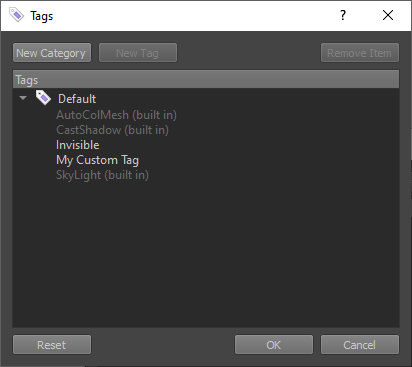 Tags
New Category New Tag Remove Item
Tags
Default
AutoColMesh (built in)
CastShadow (built in)
Invisible
My Custom Tag
SkyLight (built in)
Reset OK Cancel